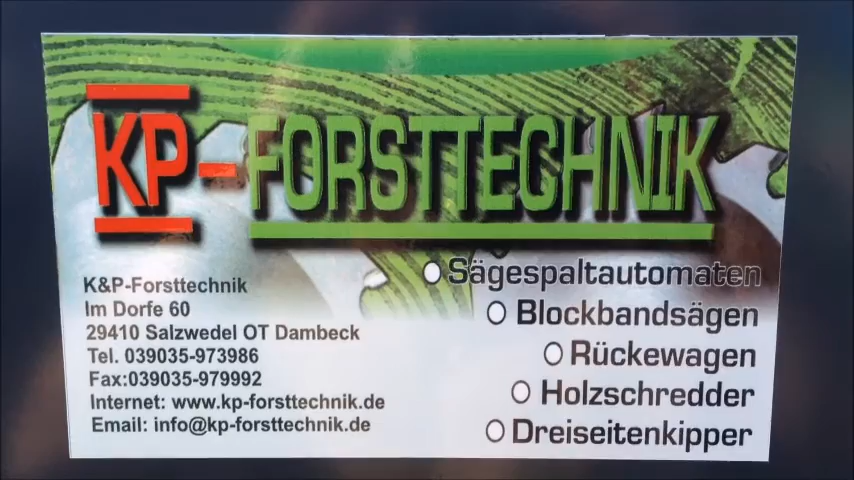 KP-FORSTTECHNIK
K&P-Forsttechnik
Im Dorfe 60
29410 Salzwedel OT Dambeck
Tel. 039035-973986
Fax:039035-979992
Internet: www.kp-forsttechnik.de
Email: info@kp-forsttechnik.de
Sägespaltautomaten
Blockbandsägen
Rückewagen
Holzschredder
Dreiseitenkipper